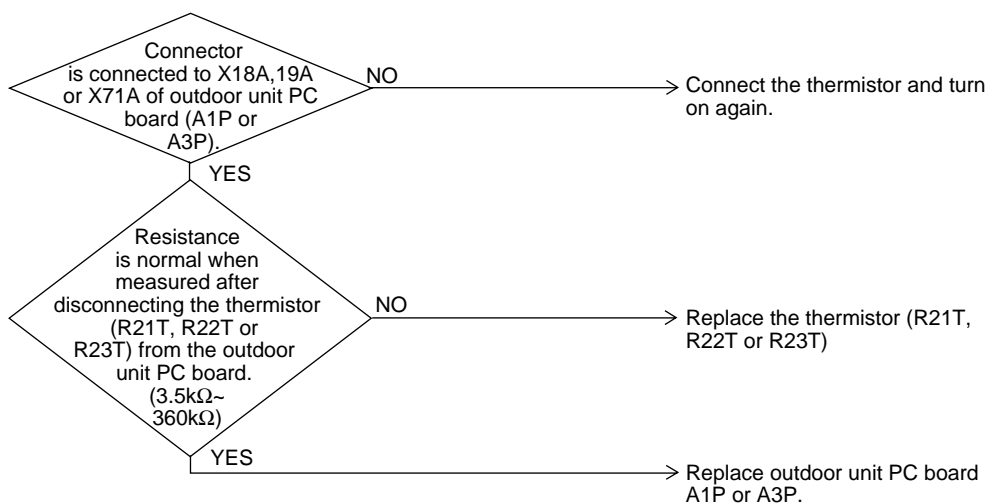 Connector
is connected to X18A,19A
or X71A of outdoor unit PC
board (A1P or
A3P).
NO
Connect the thermistor and turn
on again.
YES
Resistance
is normal when
measured after
disconnecting the thermistor
(R21T, R22T or
R23T) from the outdoor
unit PC board.
(3.5kΩ~
360kΩ)
NO
Replace the thermistor (R21T,
R22T or R23T)
YES
Replace outdoor unit PC board
A1P or A3P.